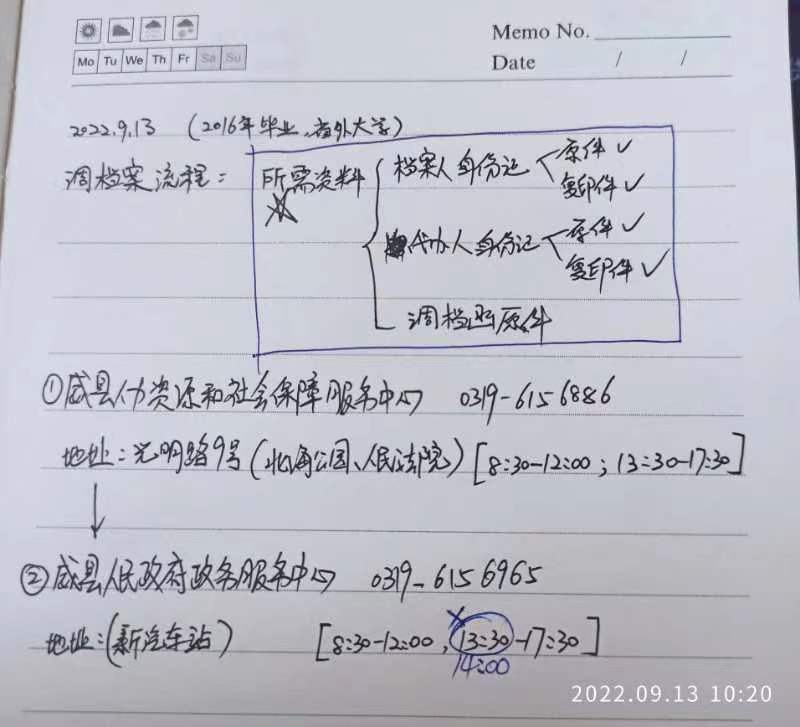 Memo No.
Mo Tu We Th Fr Sa Su
Date / /
2022.9.13 (2016年毕业,省外大学)
调档案流程: 所需资料 档案人身份证 原件 ✓
复印件 ✓
代办人身份证 原件 ✓
复印件 ✓
调档函原件
①威县人力资源和社会保障服务中心 0319-6156886
地址:光明路9号(北海公园、人民法院)[8:30-12:00;13:30-17:30]
②威县人民政府政务服务中心 0319-6156965
地址:(新汽车站) [8:30-12:00,13:30-17:30]
14:00
2022.09.13 10:20